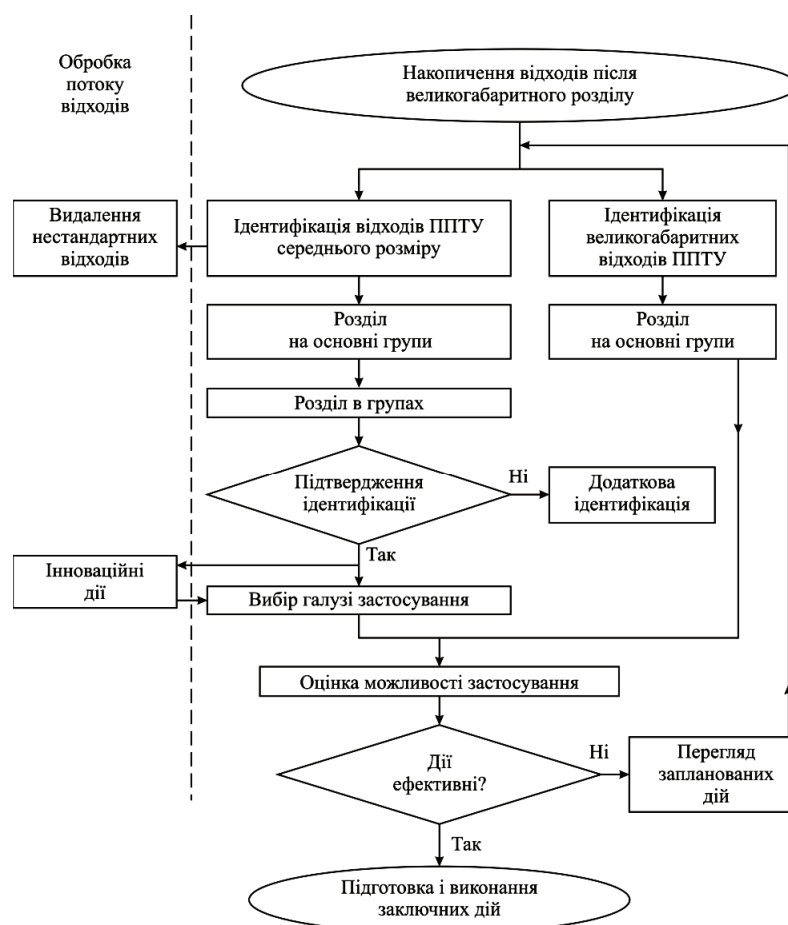 Обробка
потоку
відходів
Накопичення відходів після
великогабаритного розділу
Видалення
нестандартних
відходів
Ідентифікація відходів ППТУ
середнього розміру
Ідентифікація
великогабаритних
відходів ППТУ
Розділ
на основні групи
Розділ
на основні групи
Розділ в групах
Підтвердження
ідентифікації
Ні
Додаткова
ідентифікація
Так
Інноваційні
дії
Вибір галузі застосування
Оцінка можливості застосування
Дії
ефективні?
Ні
Перегляд
запланованих
дій
Так
Підготовка і виконання
заключних дій